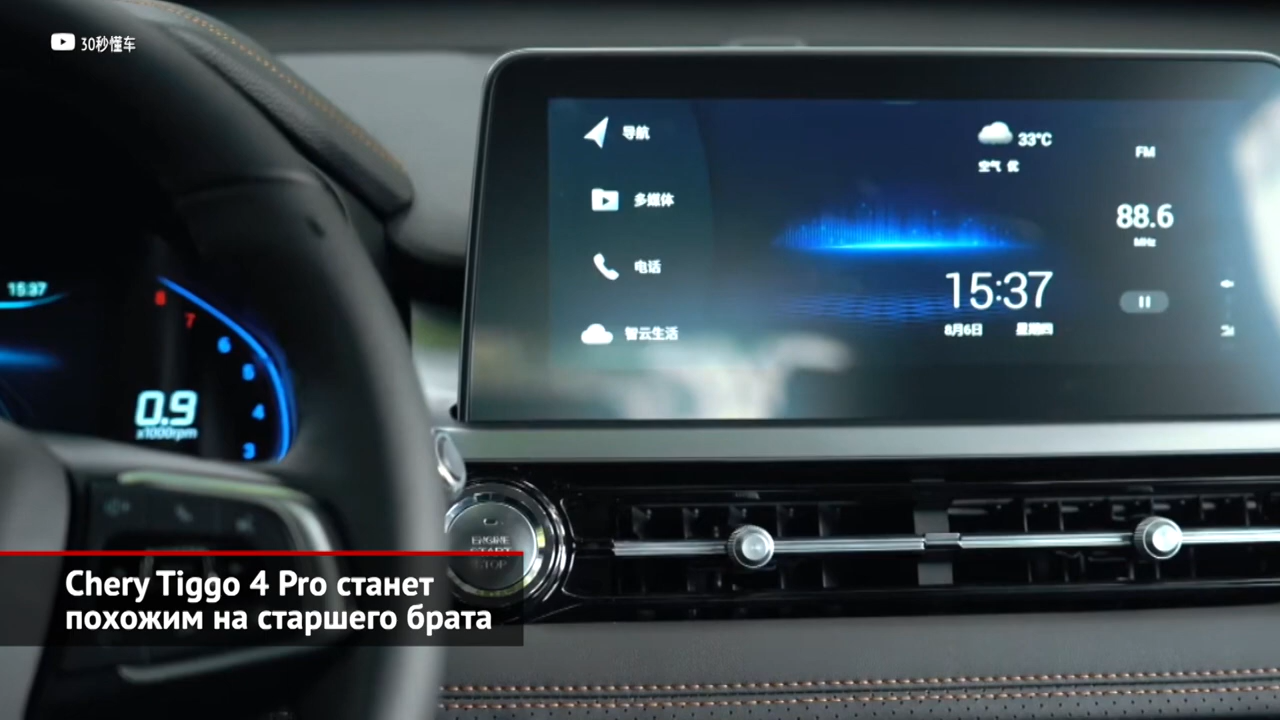 30秒懂车
导航
33°C
空气 优
FM
多媒体
88.6
MHz
电话
15:37
8月6日 星期四
智云生活
15:37
8
7
6
5
4
3
0.9
x1000rpm
ENGINE
START
STOP
Chery Tiggo 4 Pro станет
похожим на старшего брата